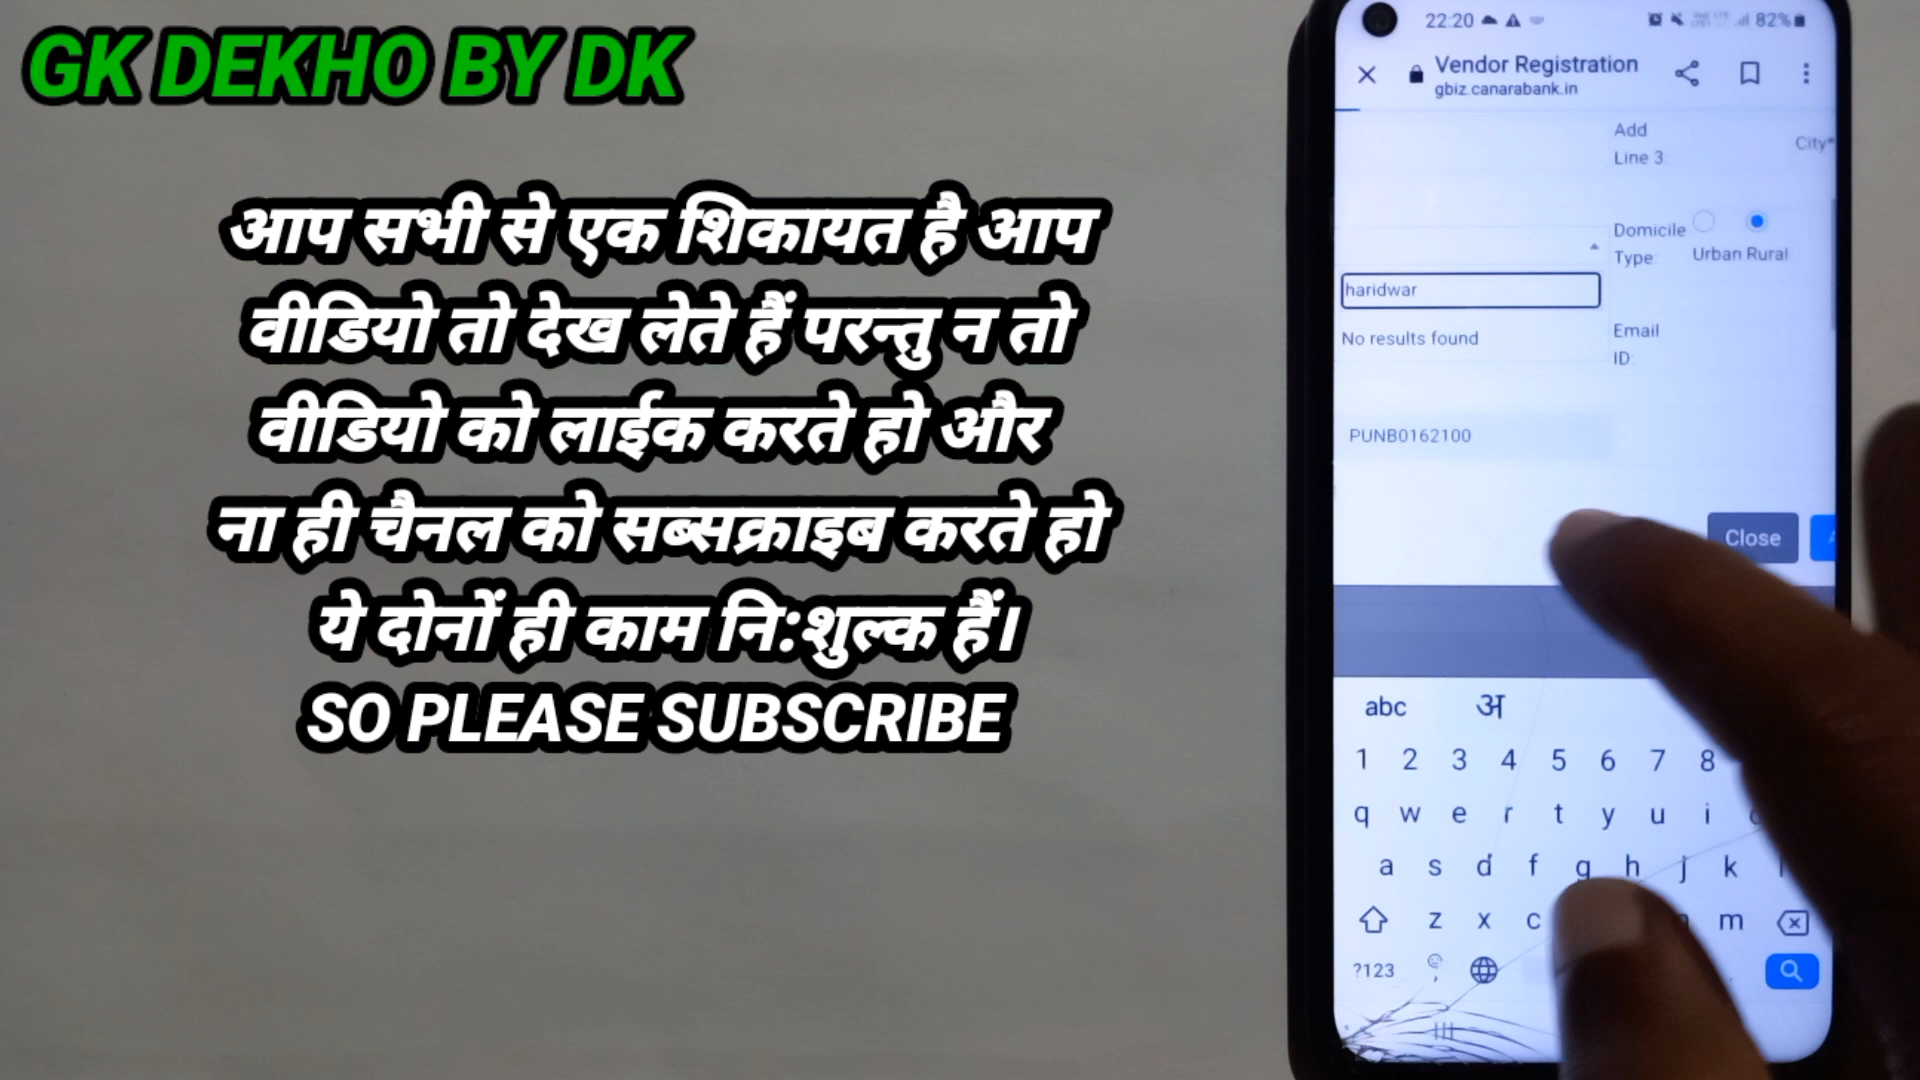 GK DEKHO BY DK
आप सभी से एक शिकायत है आप
वीडियो तो देख लेते हैं परन्तु न तो
वीडियो को लाईक करते हो और
ना ही चैनल को सब्सक्राइब करते हो
ये दोनों ही काम नि:शुल्क हैं।
SO PLEASE SUBSCRIBE
22:20
82%
Vendor Registration
gbiz.canarabank.in
Add
Line 3
City*
Domicile
Type:
Urban Rural
haridwar
No results found
Email
ID:
PUNB0162100
Close
abc अ
1 2 3 4 5 6 7 8
q w e r t y u i
a s d f g h j k l
z x c m
?123